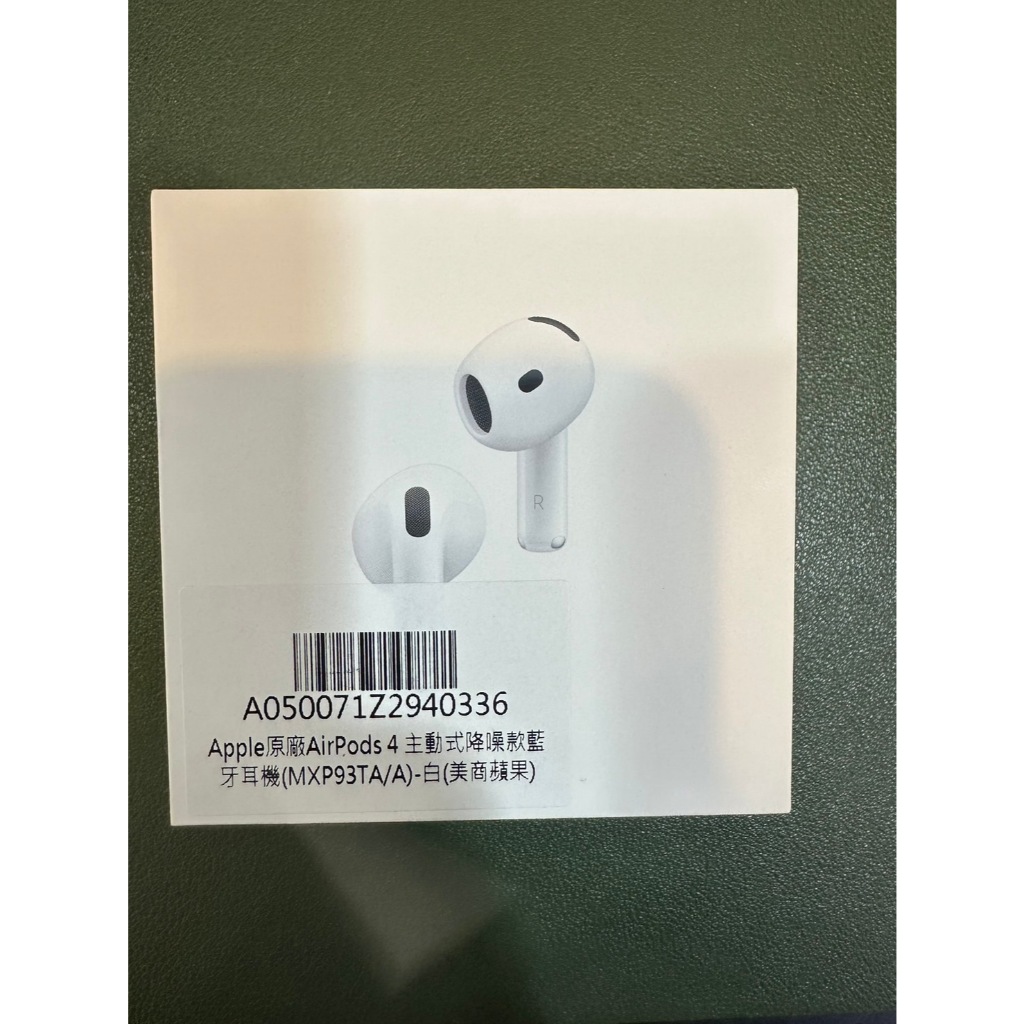 R
A050071Z2940336
Apple原廠AirPods 4 主動式降噪款藍
牙耳機(MXP93TA/A)-白(美商蘋果)